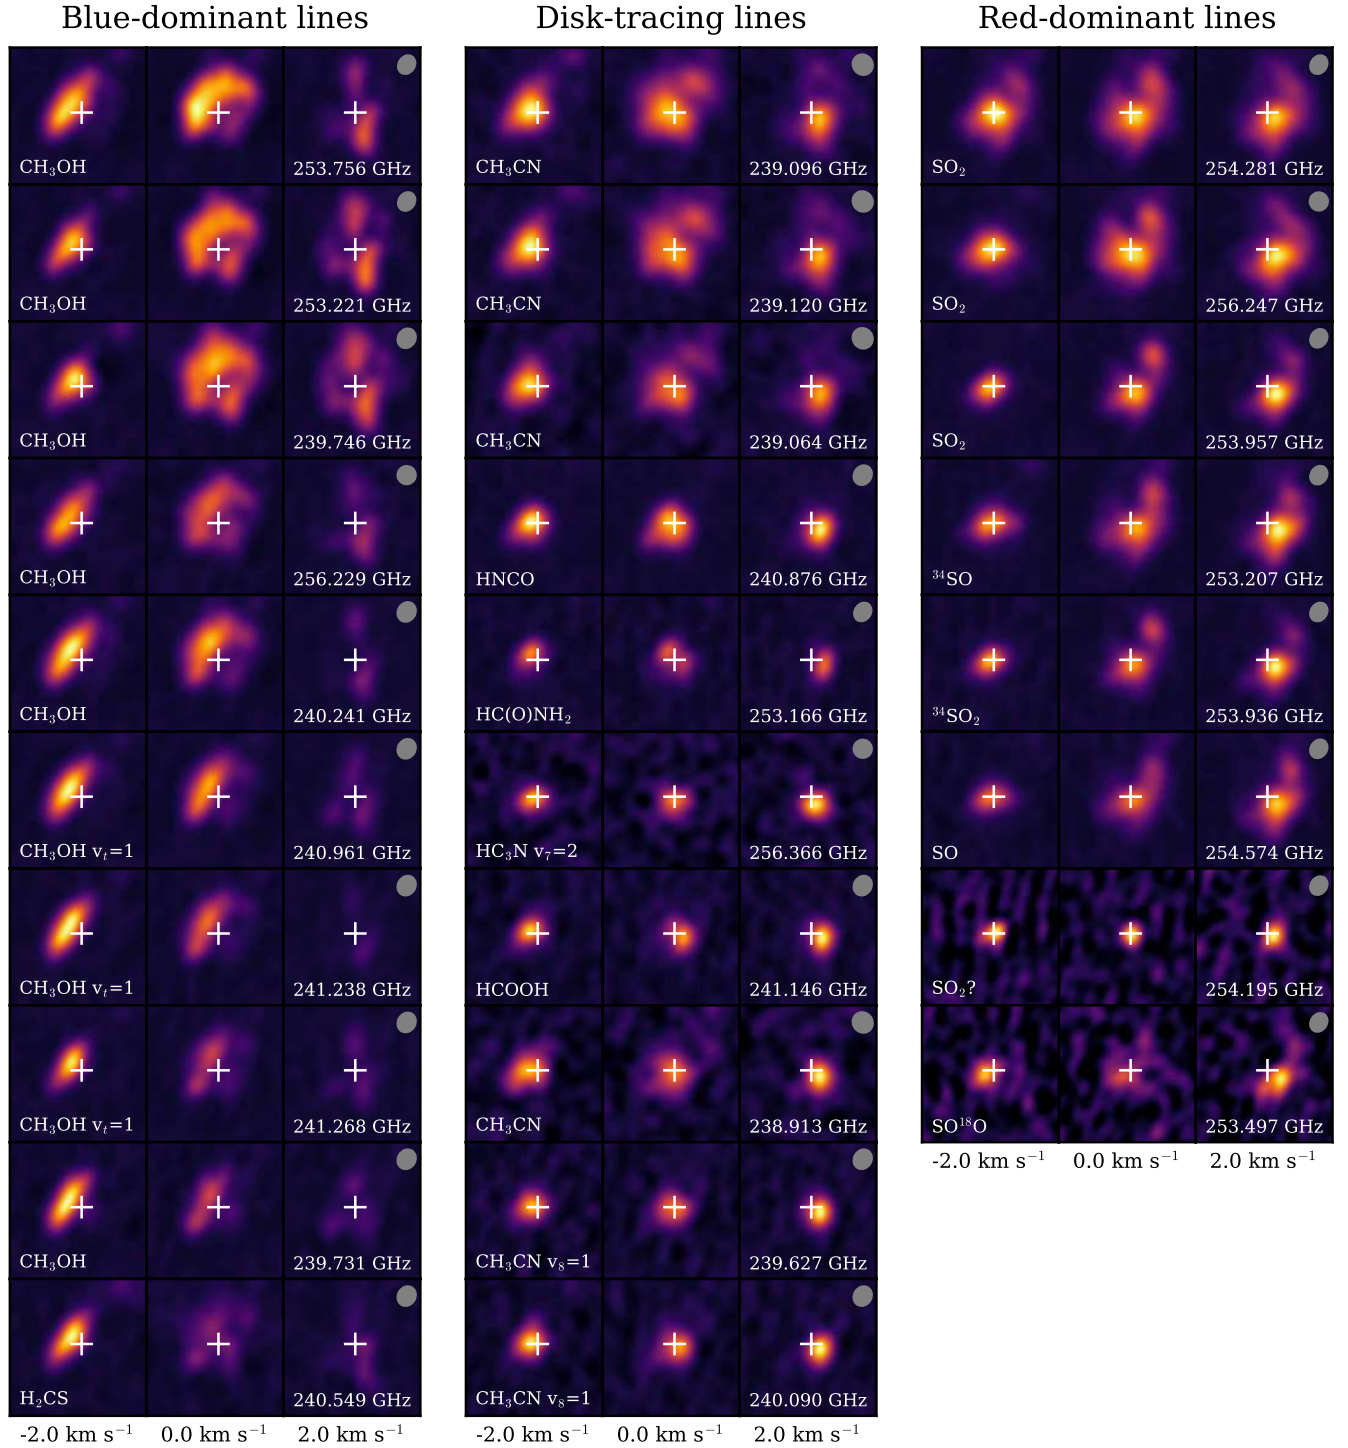 Blue-dominant lines
CH₃OH 253.756 GHz
CH₃OH 253.221 GHz
CH₃OH 239.746 GHz
CH₃OH 256.229 GHz
CH₃OH 240.241 GHz
CH₃OH vₜ=1 240.961 GHz
CH₃OH vₜ=1 241.238 GHz
CH₃OH vₜ=1 241.268 GHz
CH₃OH 239.731 GHz
H₂CS 240.549 GHz
-2.0 km s⁻¹ 0.0 km s⁻¹ 2.0 km s⁻¹
Disk-tracing lines
CH₃CN 239.096 GHz
CH₃CN 239.120 GHz
CH₃CN 239.064 GHz
HNCO 240.876 GHz
HC(O)NH₂ 253.166 GHz
HC₃N v₇=2 256.366 GHz
HCOOH 241.146 GHz
CH₃CN 238.913 GHz
CH₃CN v₈=1 239.627 GHz
CH₃CN v₈=1 240.090 GHz
-2.0 km s⁻¹ 0.0 km s⁻¹ 2.0 km s⁻¹
Red-dominant lines
SO₂ 254.281 GHz
SO₂ 256.247 GHz
SO₂ 253.957 GHz
³⁴SO 253.207 GHz
³⁴SO₂ 253.936 GHz
SO 254.574 GHz
SO₂? 254.195 GHz
SO¹⁸O 253.497 GHz
-2.0 km s⁻¹ 0.0 km s⁻¹ 2.0 km s⁻¹